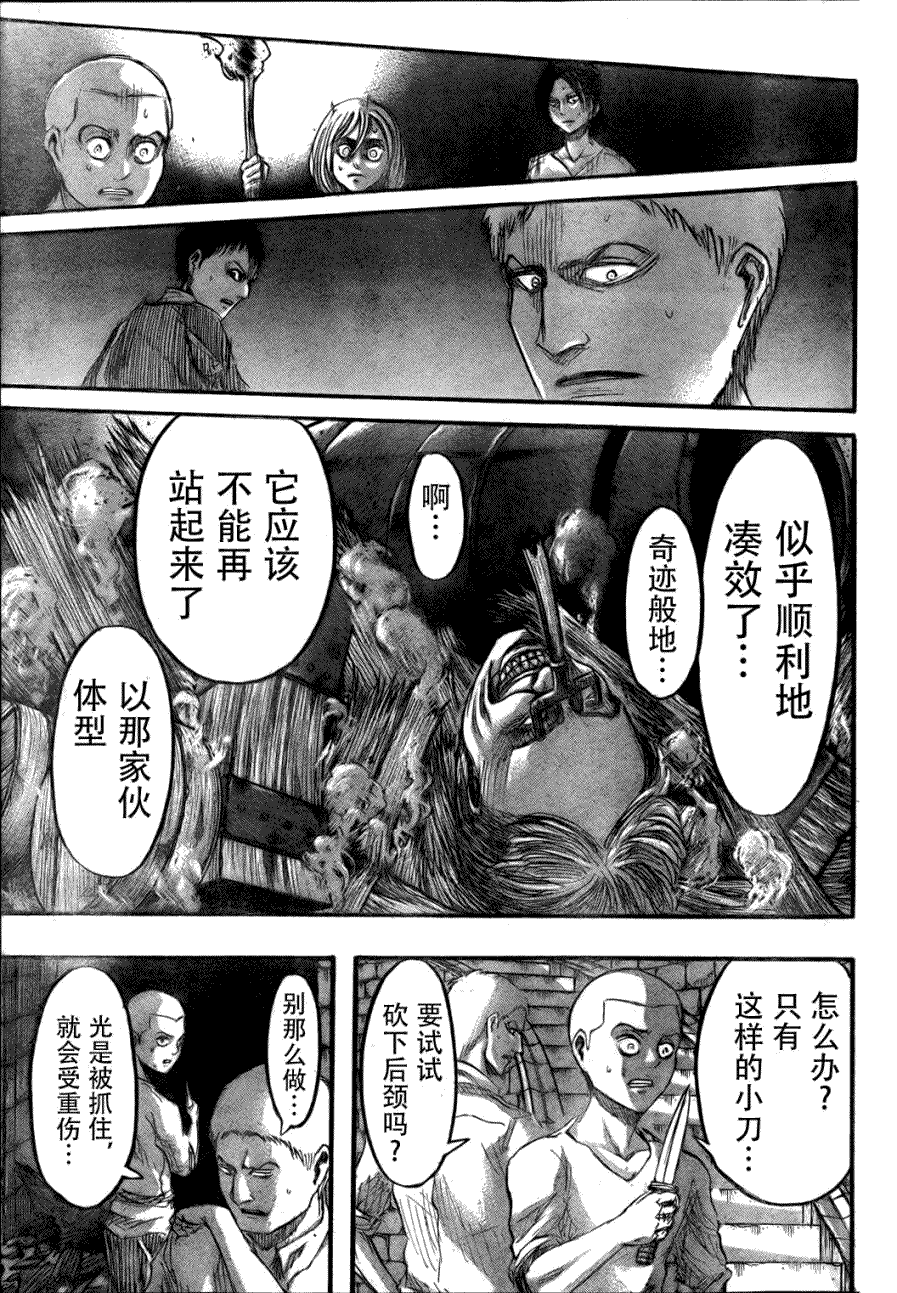 似乎顺利地
凑效了…
奇迹般地…
啊…
它应该
不能再
站起来了
以那家伙
体型
怎么办?
只有
这样的小刀…
要试试
砍下后颈吗?
别那么做…
光是被抓住,
就会受重伤…